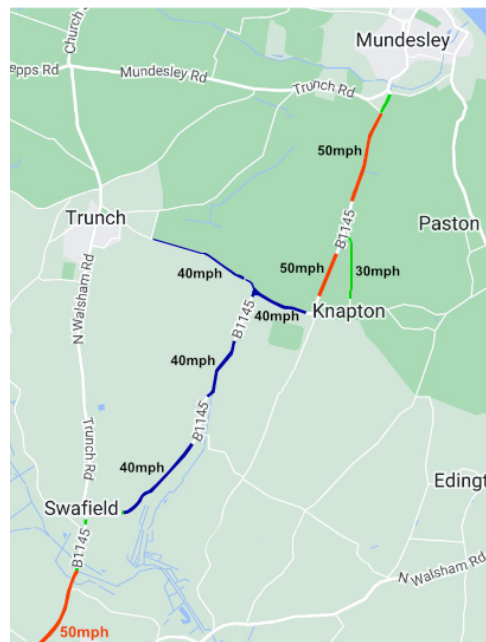 Church S
Mundesley
epps Rd
Mundesley Rd
Trunch Rd
50mph
B1145
Trunch
Paston
40mph
50mph
30mph
40mph
Knapton
B1145
N Walsham Rd
40mph
B1145
40mph
Trunch Rd
Edingt
Swafield
B1145
N Walsham Rd
50mph